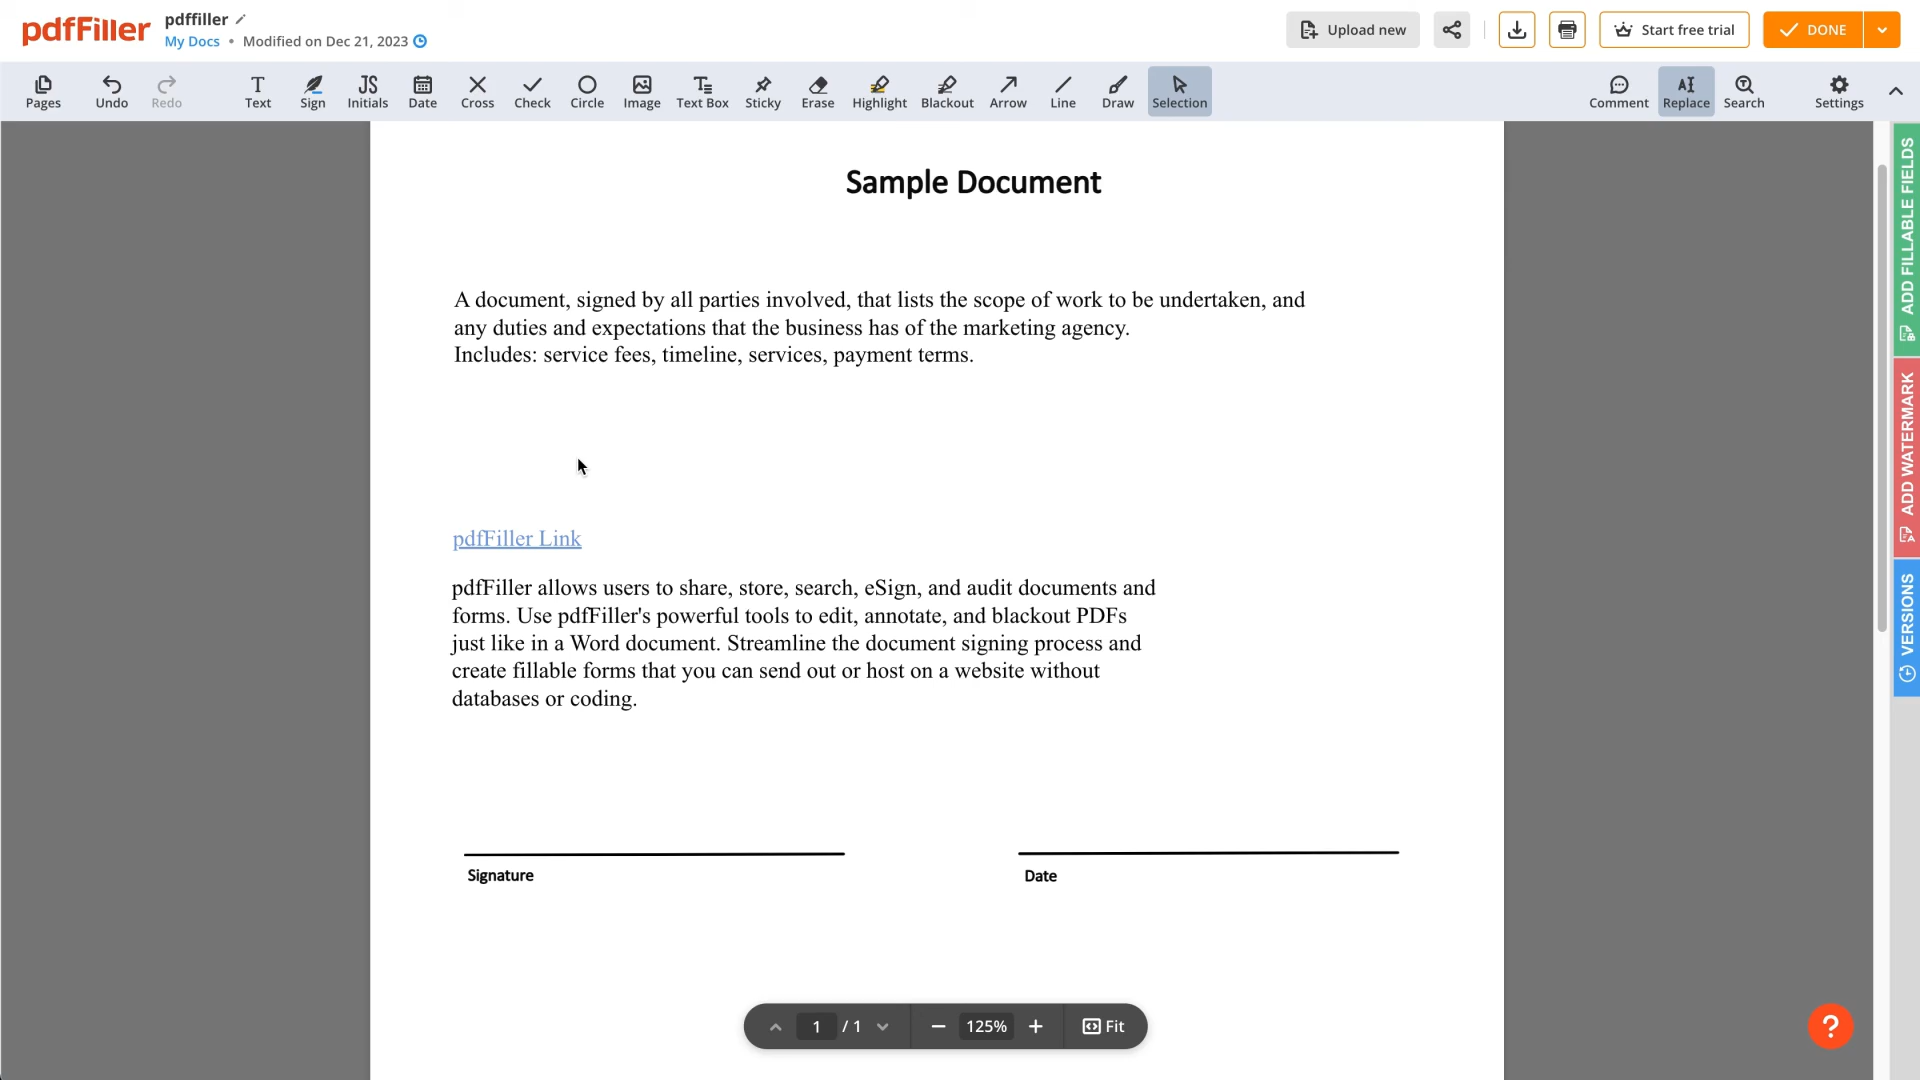 pdfFiller
pdffiller
My Docs • Modified on Dec 21, 2023
Upload new
Start free trial
DONE
Pages
Undo
Redo
Text
Sign
JS
Initials
Date
Cross
Check
Circle
Image
Text Box
Sticky
Erase
Highlight
Blackout
Arrow
Line
Draw
Selection
Comment
Replace
Search
Settings
Sample Document
A document, signed by all parties involved, that lists the scope of work to be undertaken, and
any duties and expectations that the business has of the marketing agency.
Includes: service fees, timeline, services, payment terms.
pdfFiller Link
pdfFiller allows users to share, store, search, eSign, and audit documents and
forms. Use pdfFiller's powerful tools to edit, annotate, and blackout PDFs
just like in a Word document. Streamline the document signing process and
create fillable forms that you can send out or host on a website without
databases or coding.
Signature
Date
ADD FILLABLE FIELDS
ADD WATERMARK
VERSIONS
1 / 1
125%
Fit
?